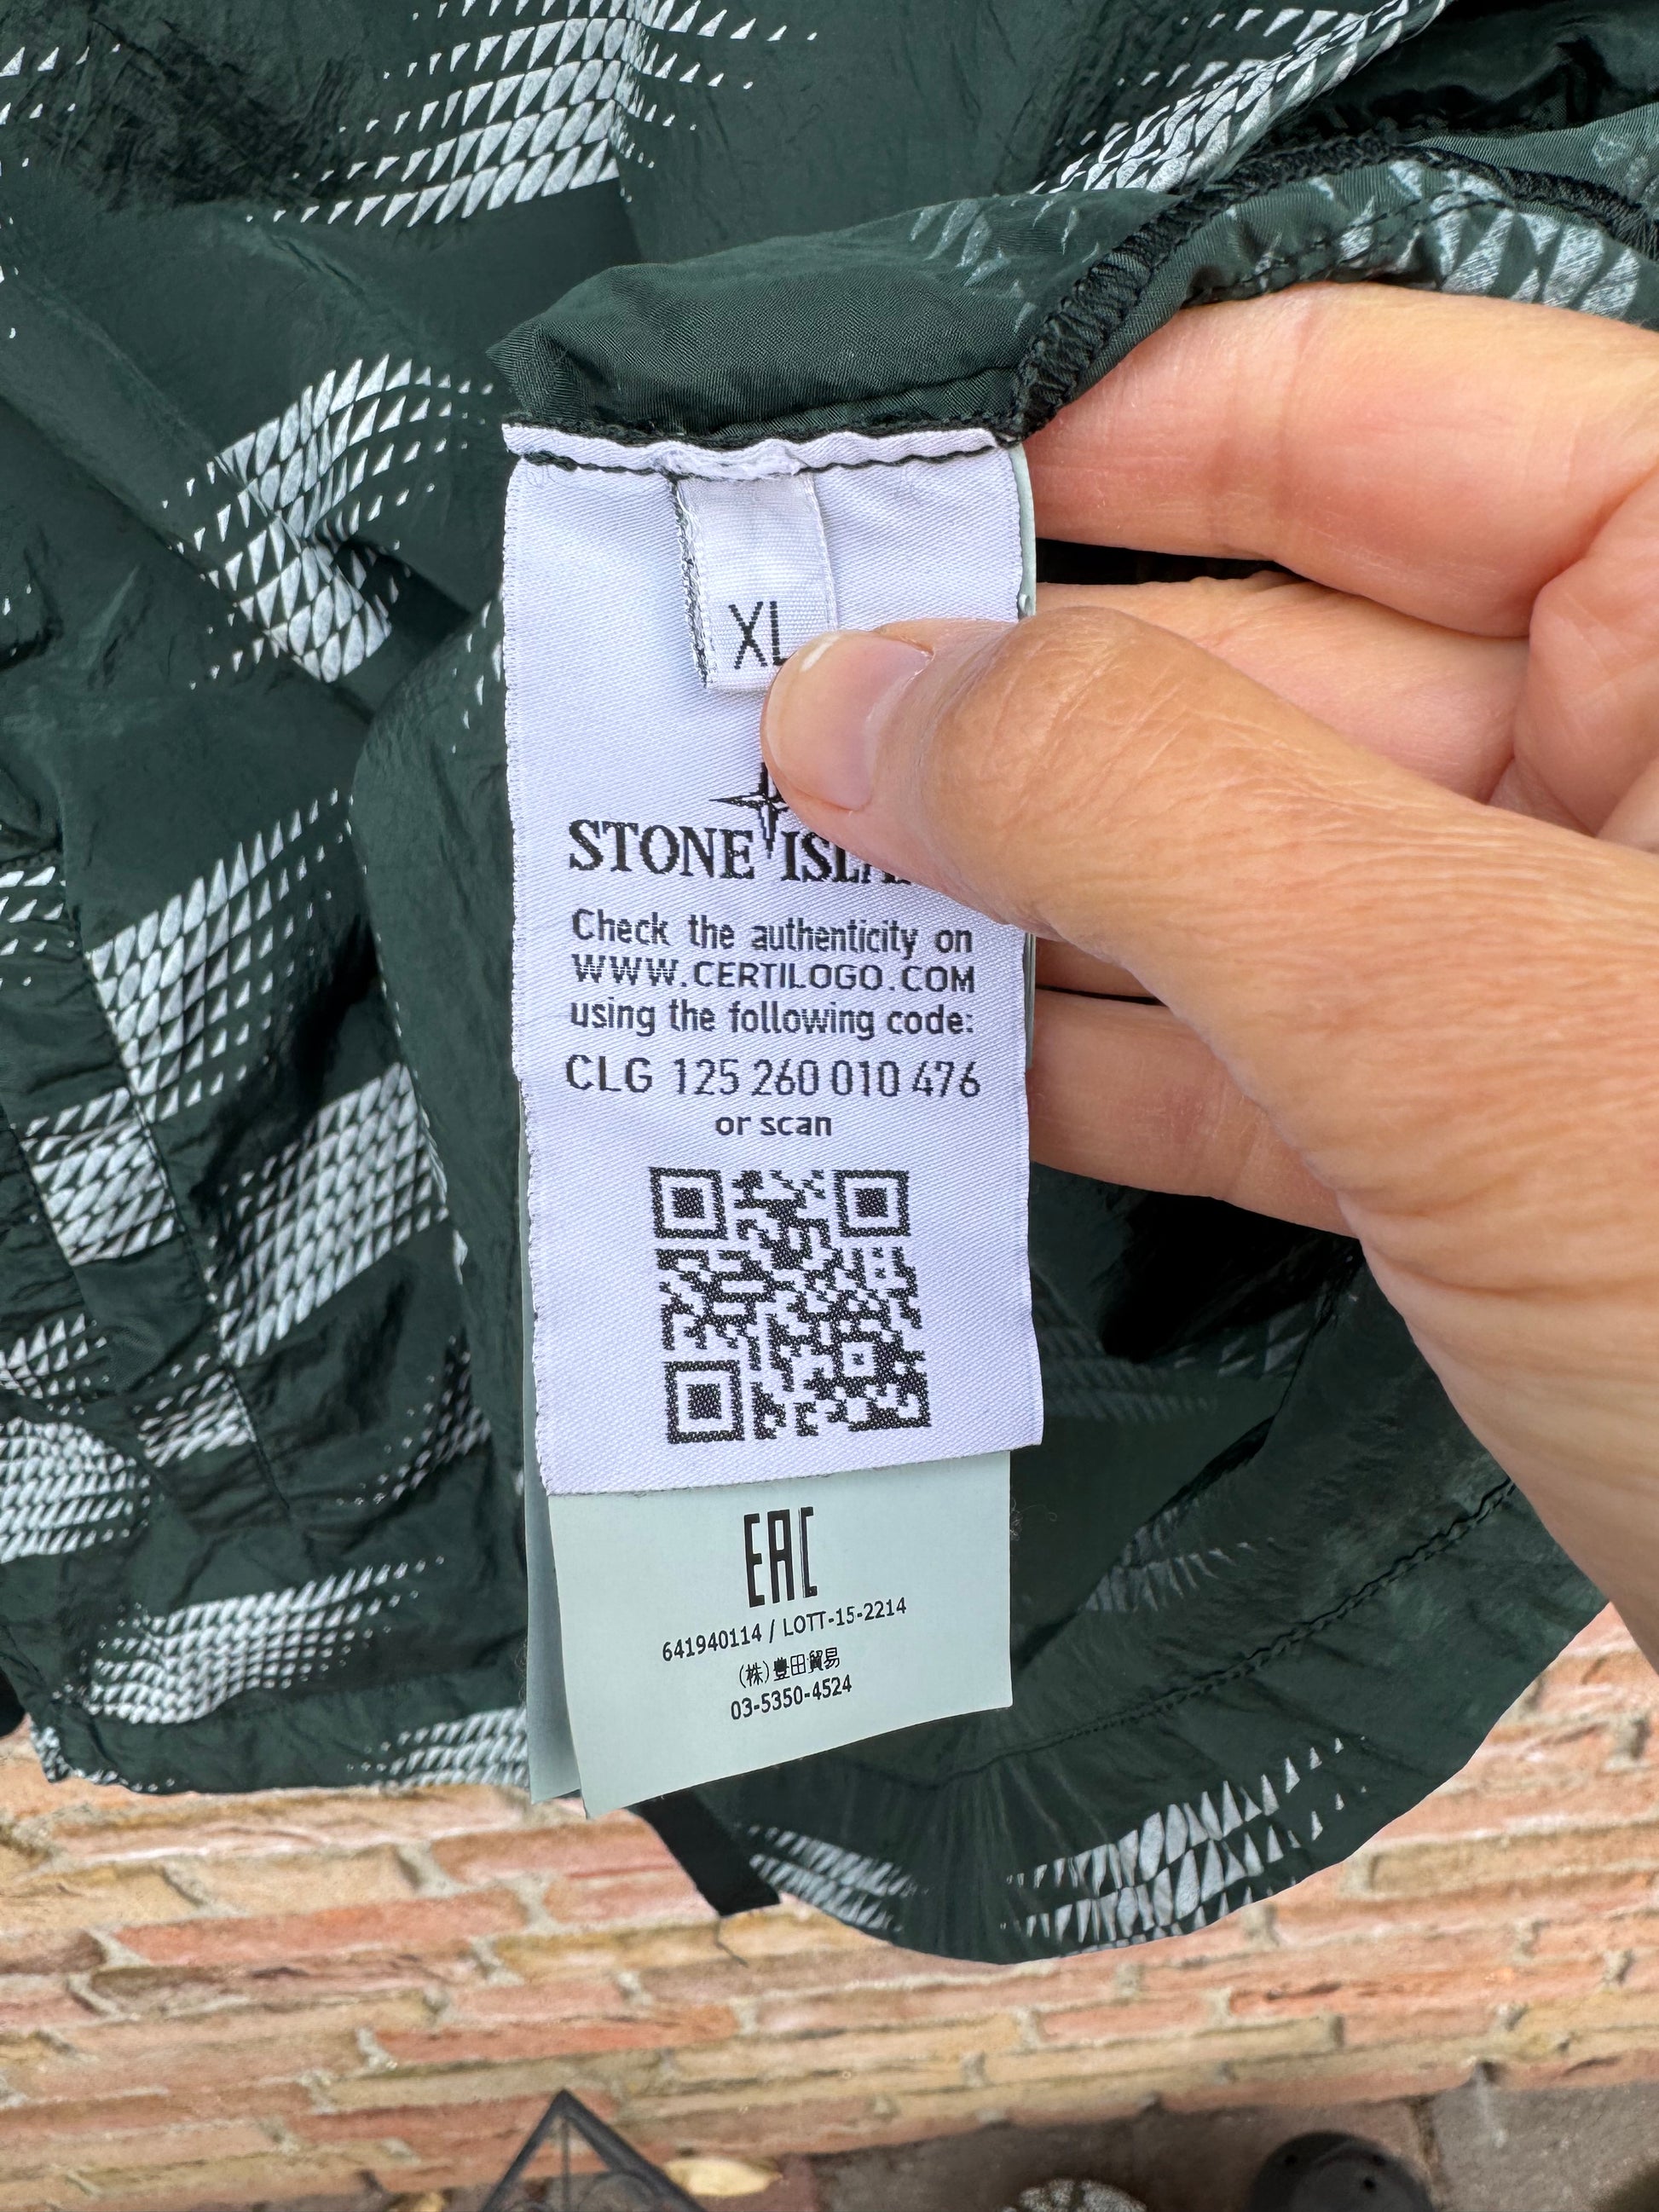 XL
STONE
Check the authenticity on
WWW.CERTILOGO.COM
using the following code:
CLG 125 260 010 476
or scan
EAC
641940114 / LOTT-15-2214
(株)豊田貿易
03-5350-4524